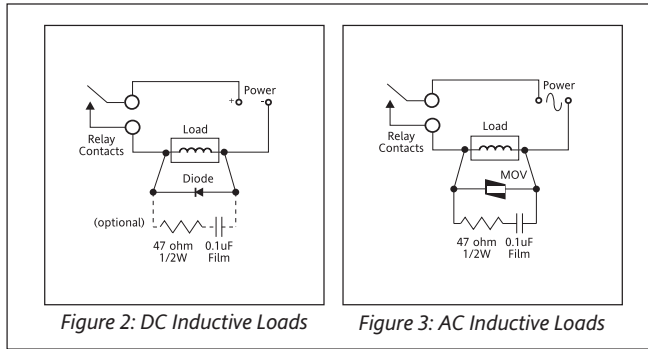 Power
+ -
Relay
Contacts
Load
Diode
(optional)
47 ohm
1/2W
0.1uF
Film
Figure 2: DC Inductive Loads
Power
Relay
Contacts
Load
MOV
47 ohm
1/2W
0.1uF
Film
Figure 3: AC Inductive Loads